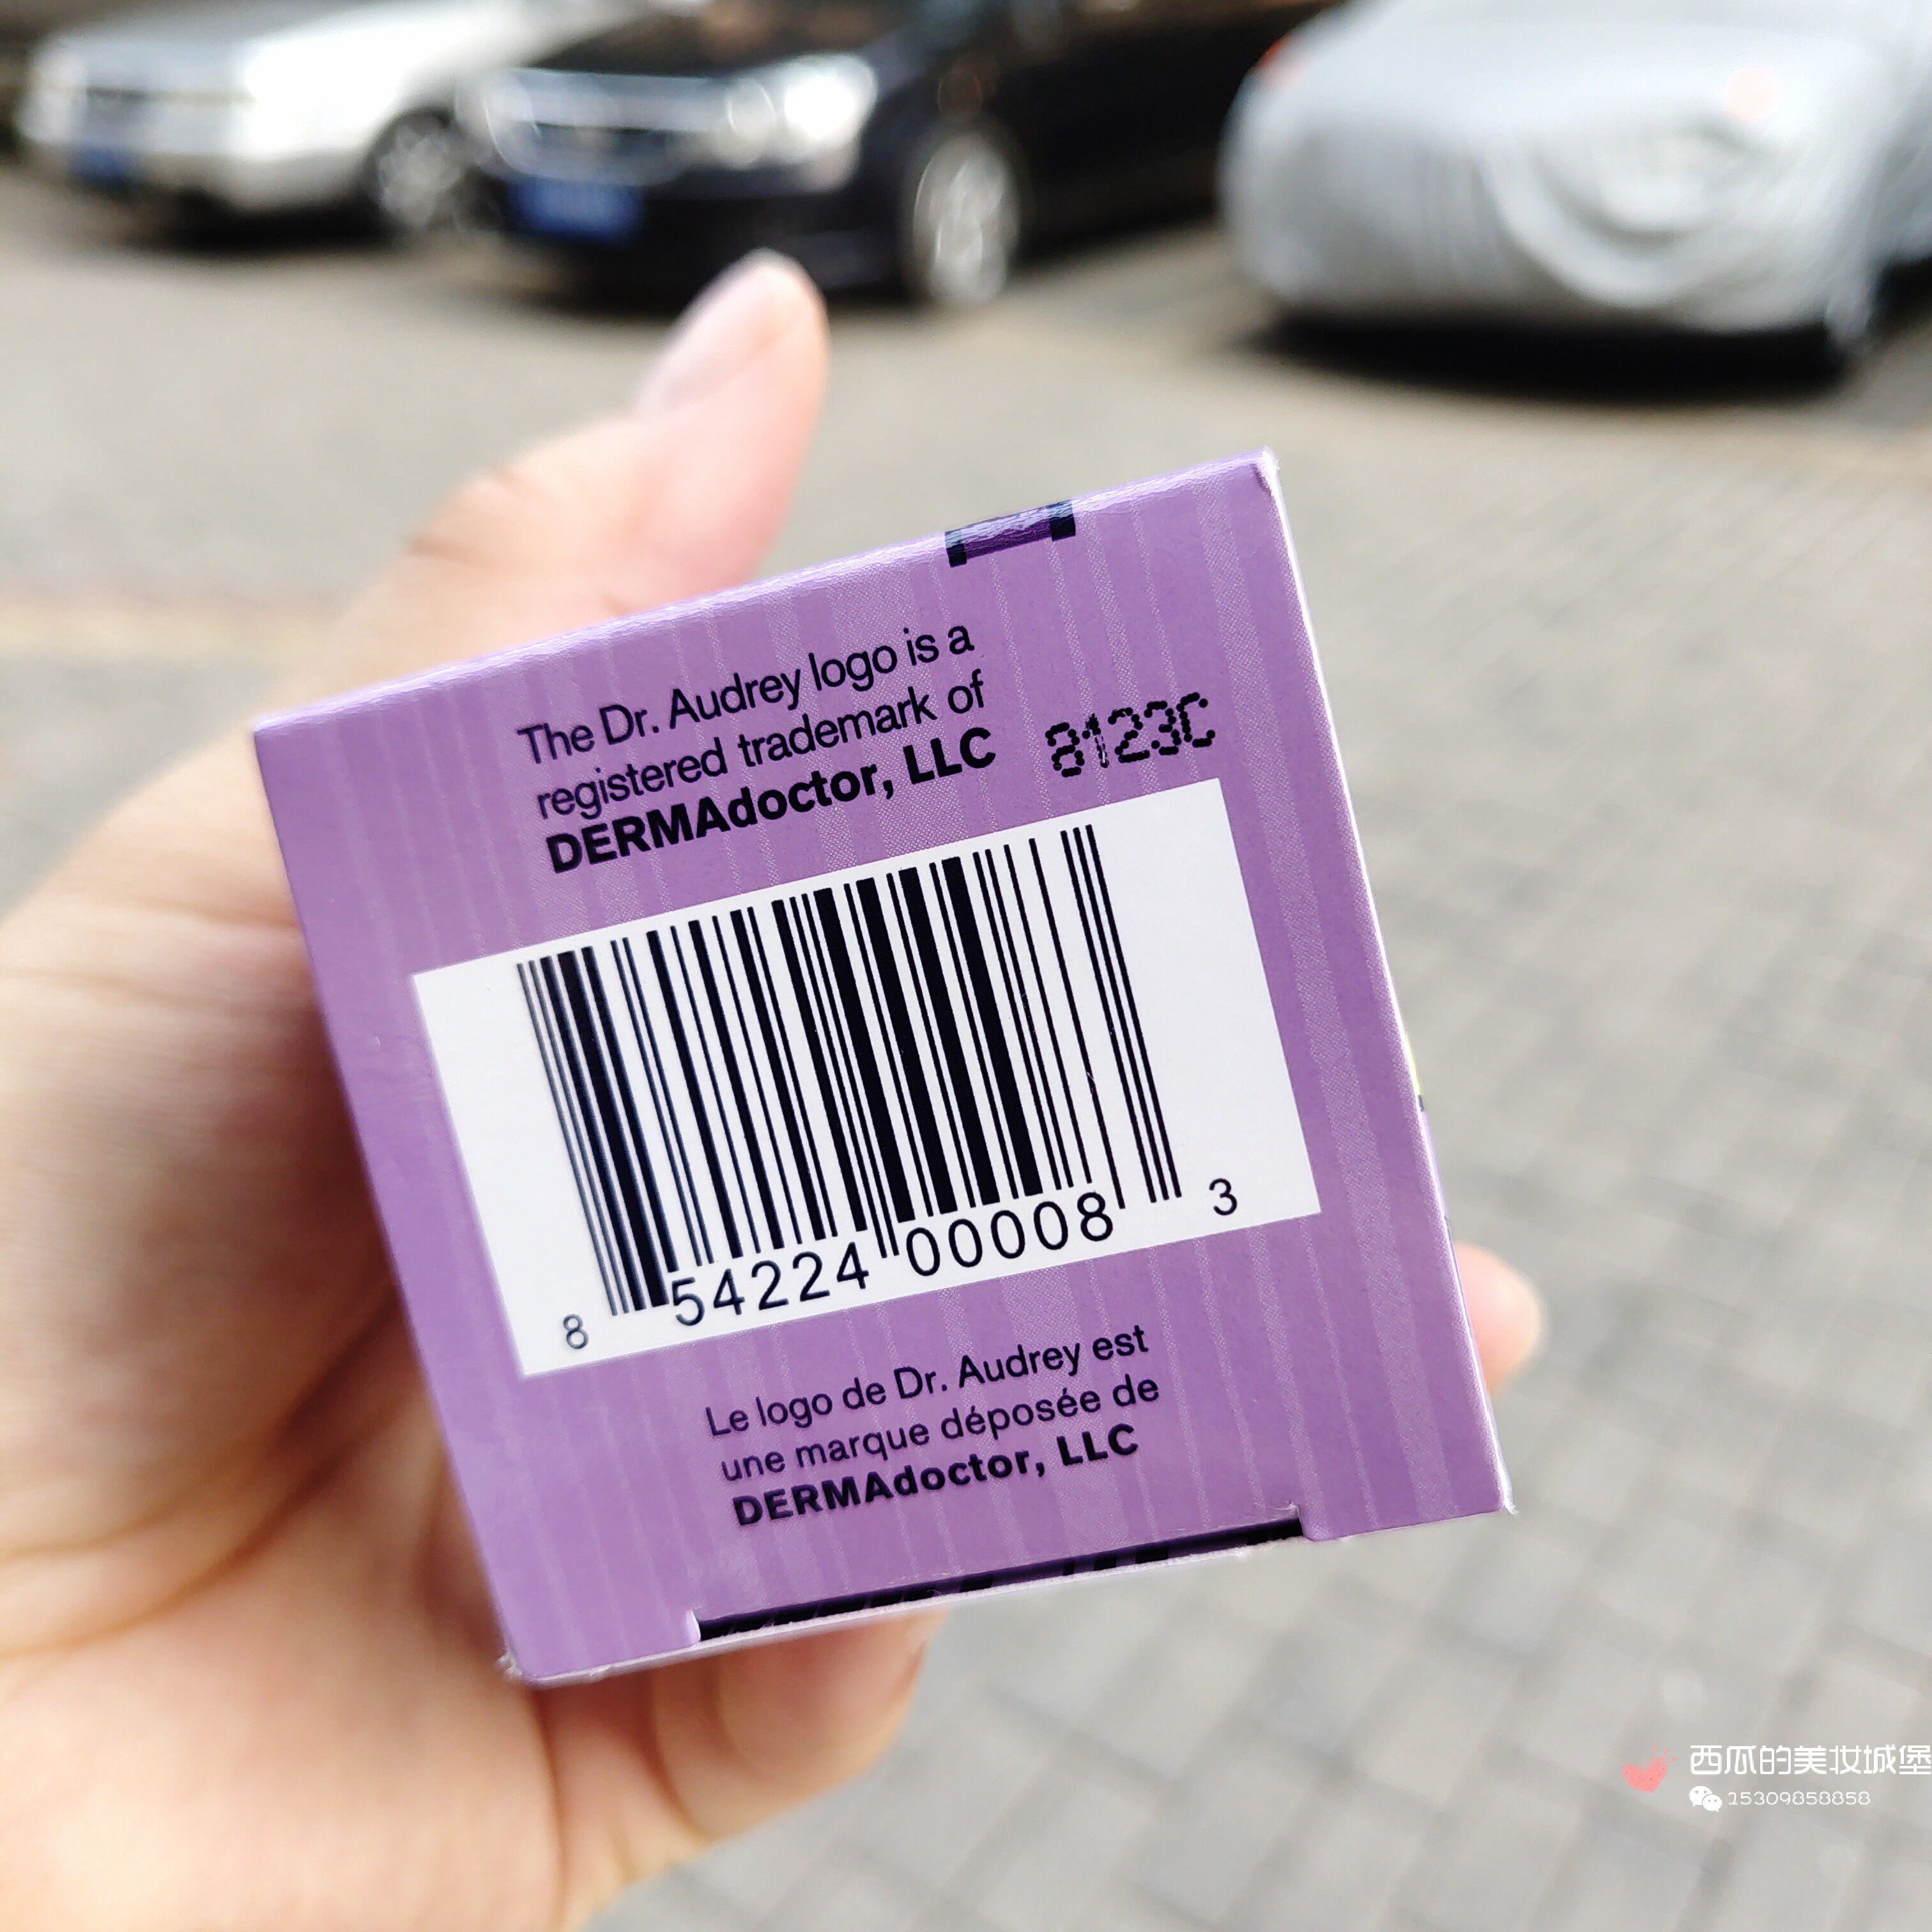 The Dr. Audrey logo is a
registered trademark of
DERMAdoctor, LLC
8123C
8 54224 00008 3
Le logo de Dr. Audrey est
une marque déposée de
DERMAdoctor, LLC
西瓜的美妆城堡
15309858858